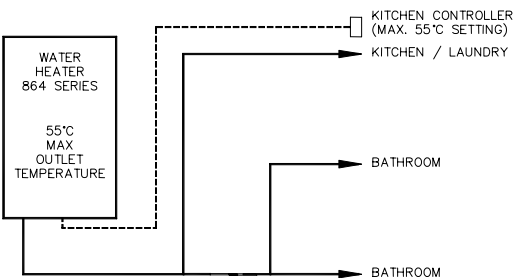 KITCHEN CONTROLLER
(MAX. 55°C SETTING)
KITCHEN / LAUNDRY
WATER
HEATER
864 SERIES
55°C
MAX
OUTLET
TEMPERATURE
BATHROOM
BATHROOM